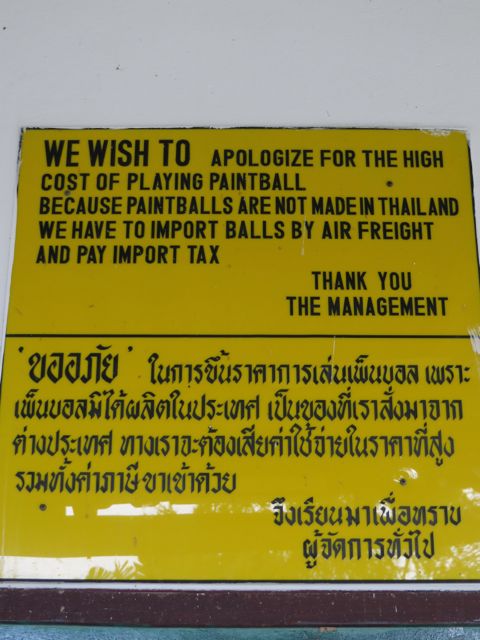 WE WISH TO APOLOGIZE FOR THE HIGH
COST OF PLAYING PAINTBALL
BECAUSE PAINTBALLS ARE NOT MADE IN THAILAND
WE HAVE TO IMPORT BALLS BY AIR FREIGHT
AND PAY IMPORT TAX
THANK YOU
THE MANAGEMENT
'ขออภัย' ในการขึ้นราคาการเล่นเพ็นบอล เพราะ
เพ็นบอลมิได้ผลิตในประเทศ เป็นของที่เราสั่งมาจาก
ต่างประเทศ ทางเราจะต้องเสียค่าใช้จ่ายในราคาที่สูง
รวมทั้งค่าภาษีขาเข้าด้วย
จึงเรียนมาเพื่อทราบ
ผู้จัดการทั่วไป